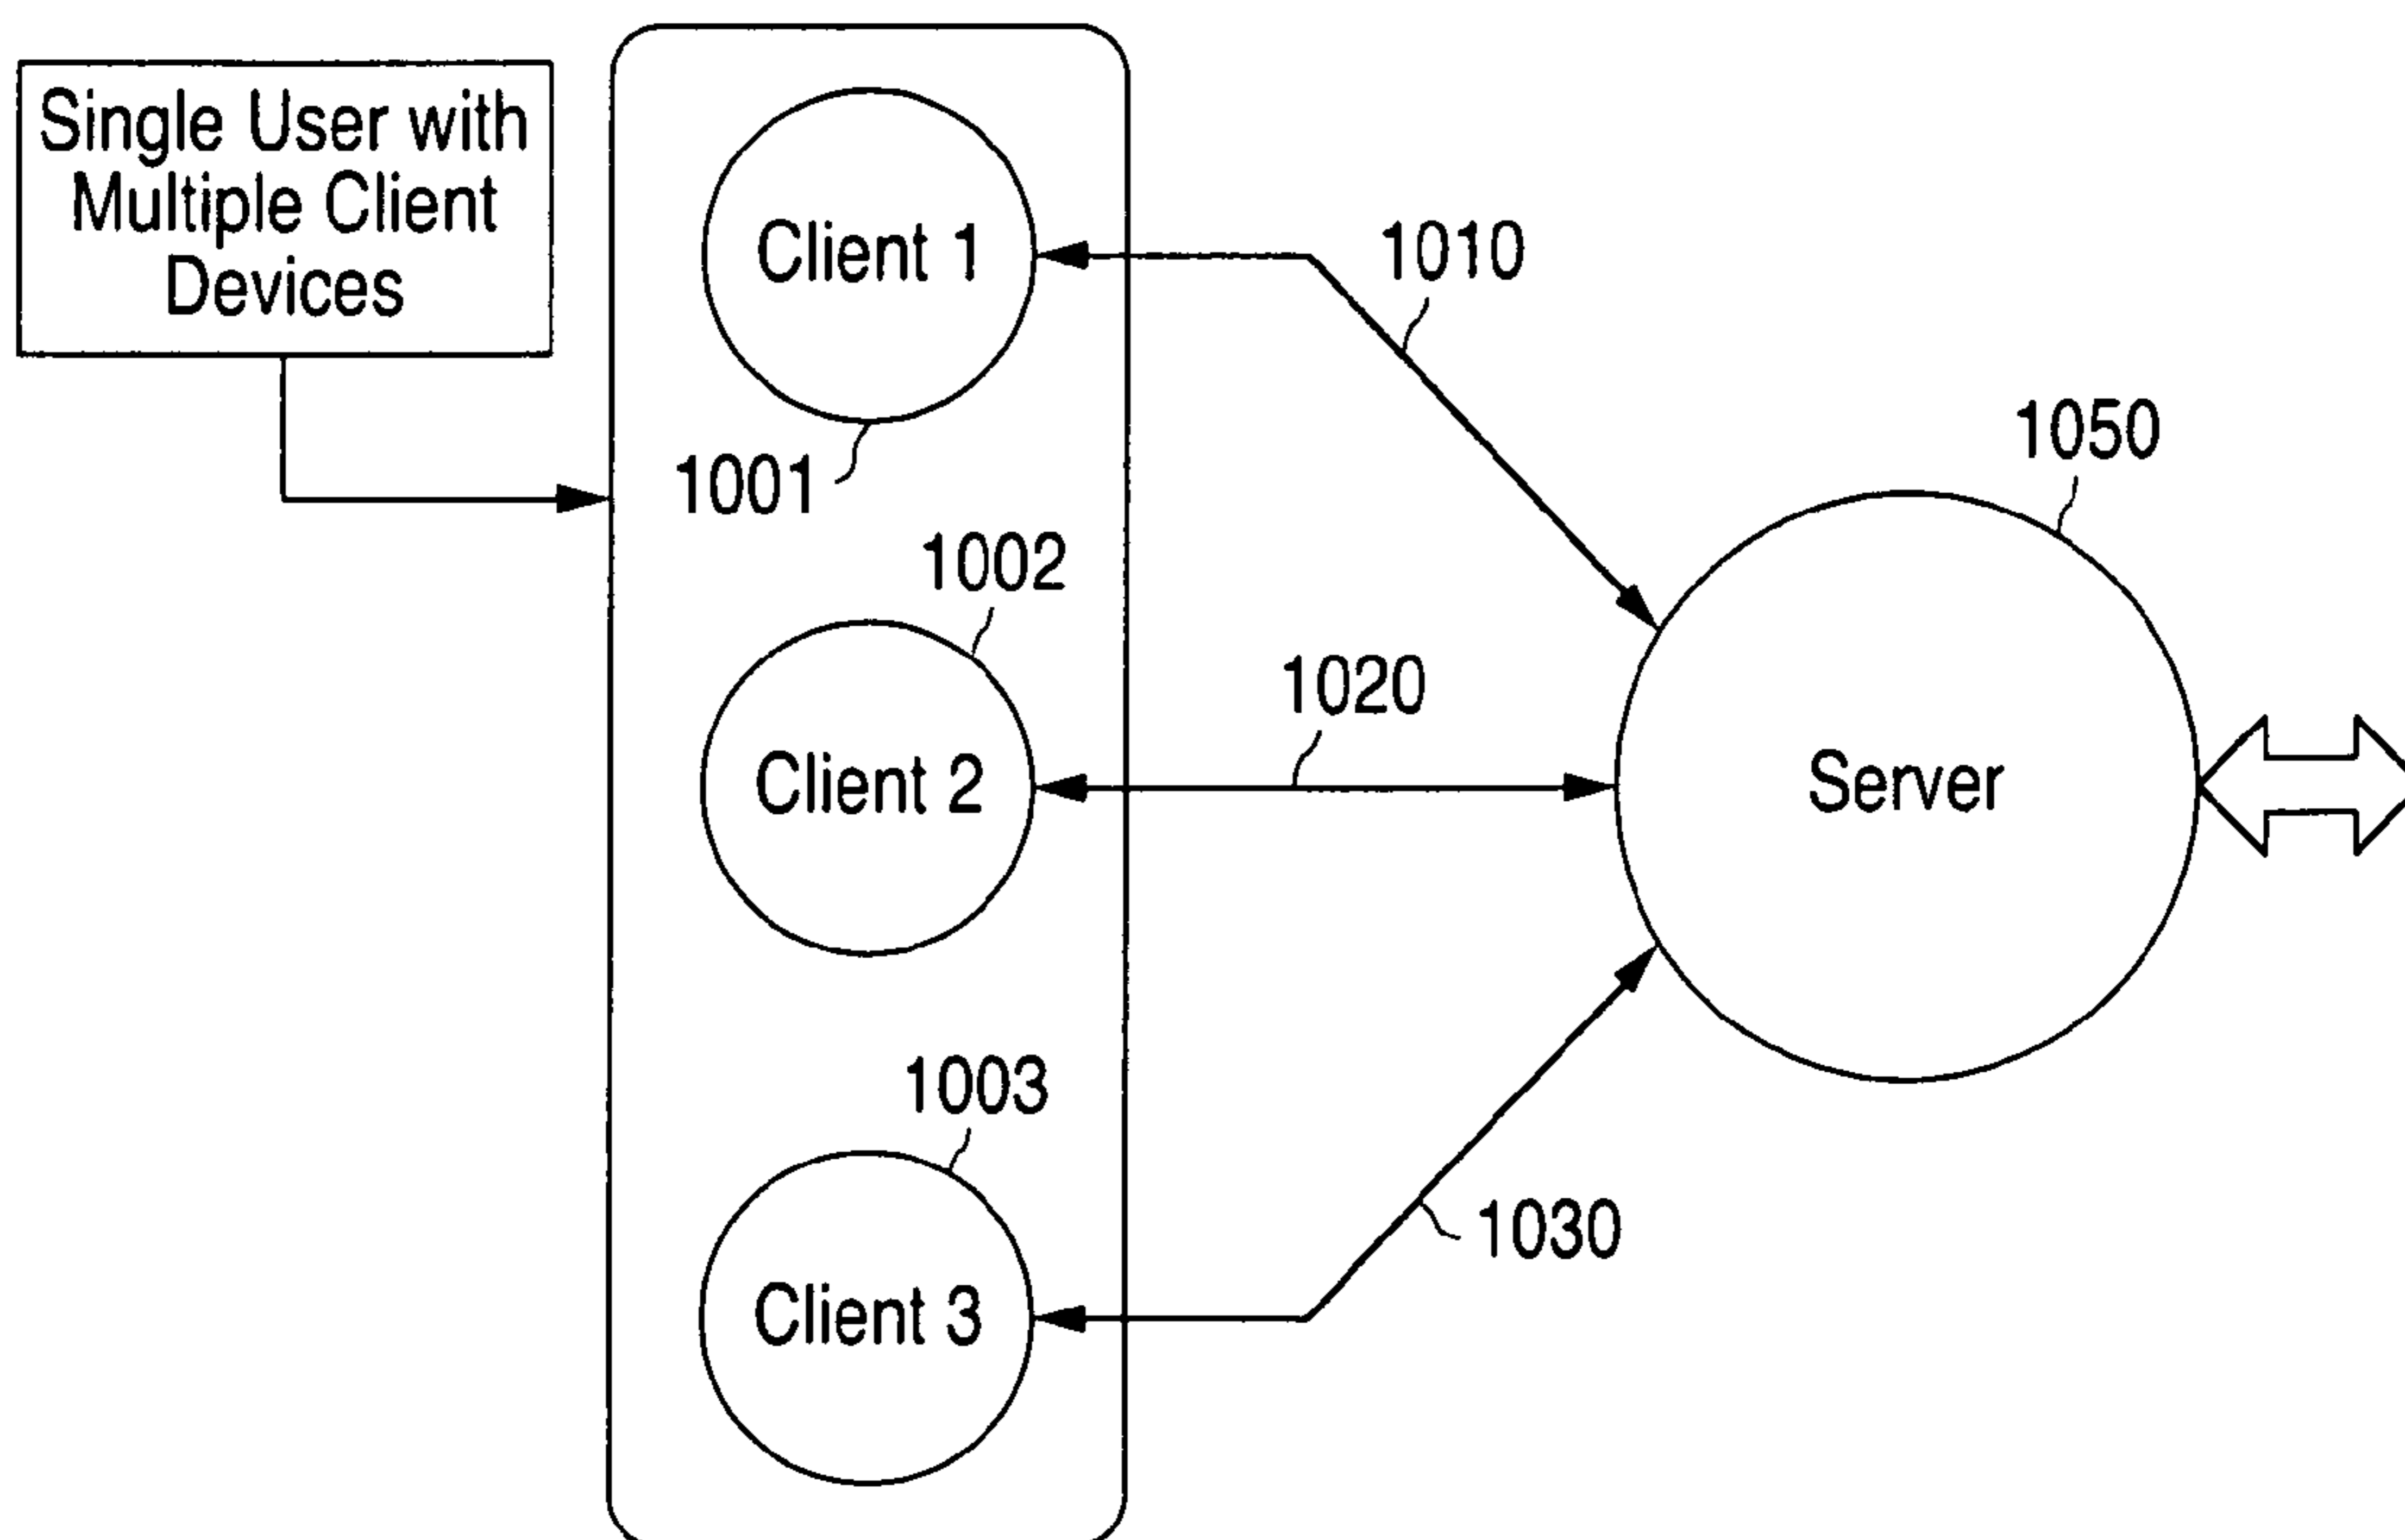 Single User with
Multiple Client
Devices
Client 1
1001
1010
1050
1002
Client 2
1020
Server
1003
Client 3
1030